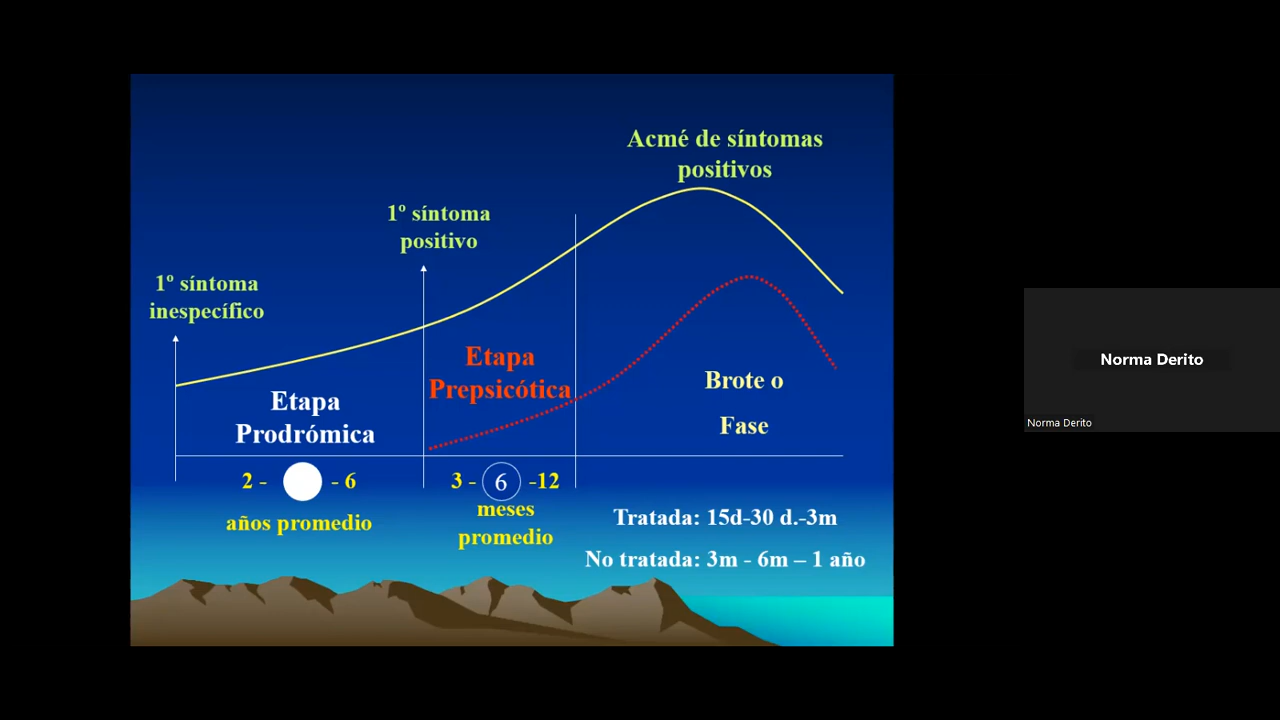 Acmé de síntomas
positivos
1º síntoma
positivo
1º síntoma
inespecífico
Etapa
Prepsicótica
Etapa
Prodrómica
Brote o
Fase
2 - - 6
años promedio
3 - 6 -12
meses
promedio
Tratada: 15d-30 d.-3m
No tratada: 3m - 6m – 1 año
Norma Derito
Norma Derito